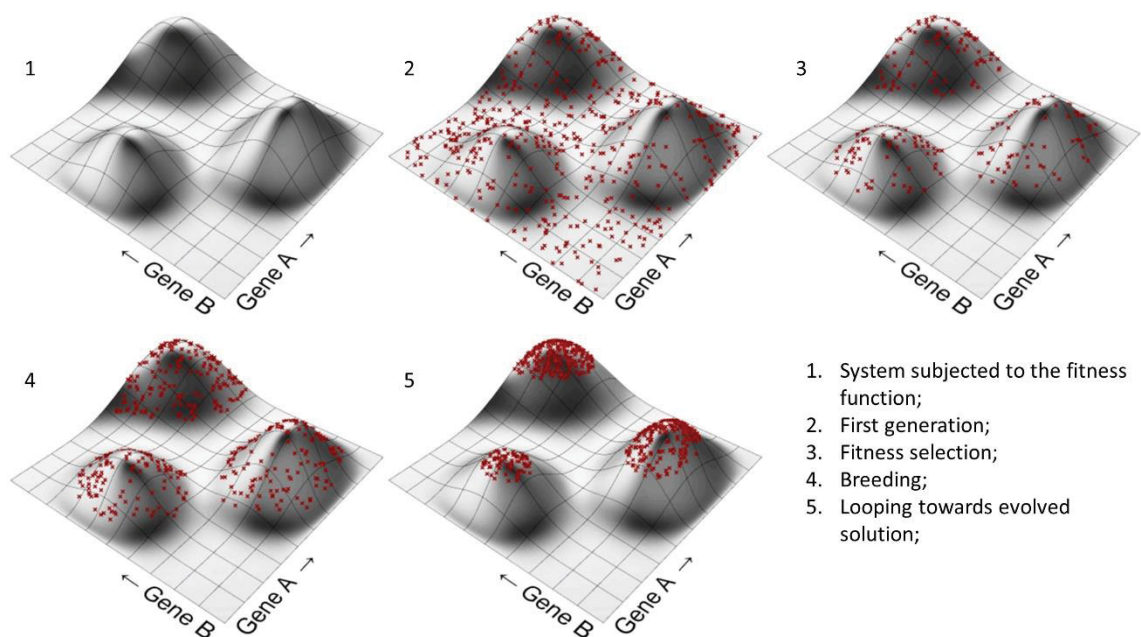 1
2
3
← Gene B
Gene A →
← Gene B
Gene A →
← Gene B
Gene A →
4
5
← Gene B
Gene A →
← Gene B
Gene A →
1. System subjected to the fitness
function;
2. First generation;
3. Fitness selection;
4. Breeding;
5. Looping towards evolved
solution;